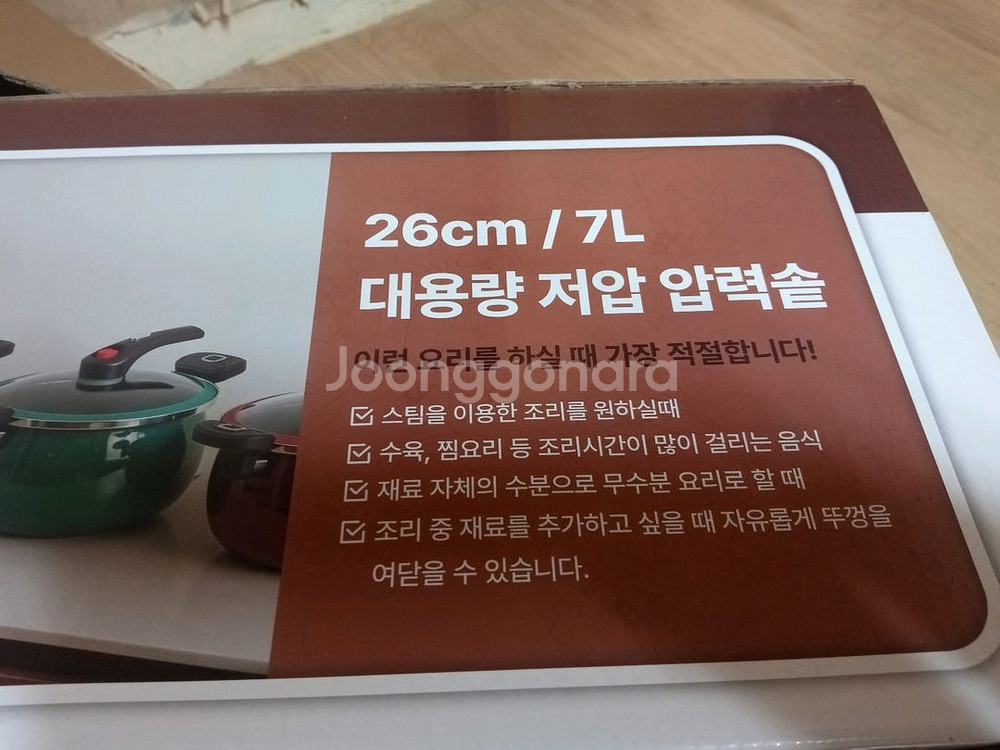 26cm / 7L
대용량 저압 압력솥
이런 요리를 하실 때 가장 적절합니다!
Joonggonara
스팀을 이용한 조리를 원하실때
수육, 찜요리 등 조리시간이 많이 걸리는 음식
재료 자체의 수분으로 무수분 요리로 할 때
조리 중 재료를 추가하고 싶을 때 자유롭게 뚜껑을
여닫을 수 있습니다.